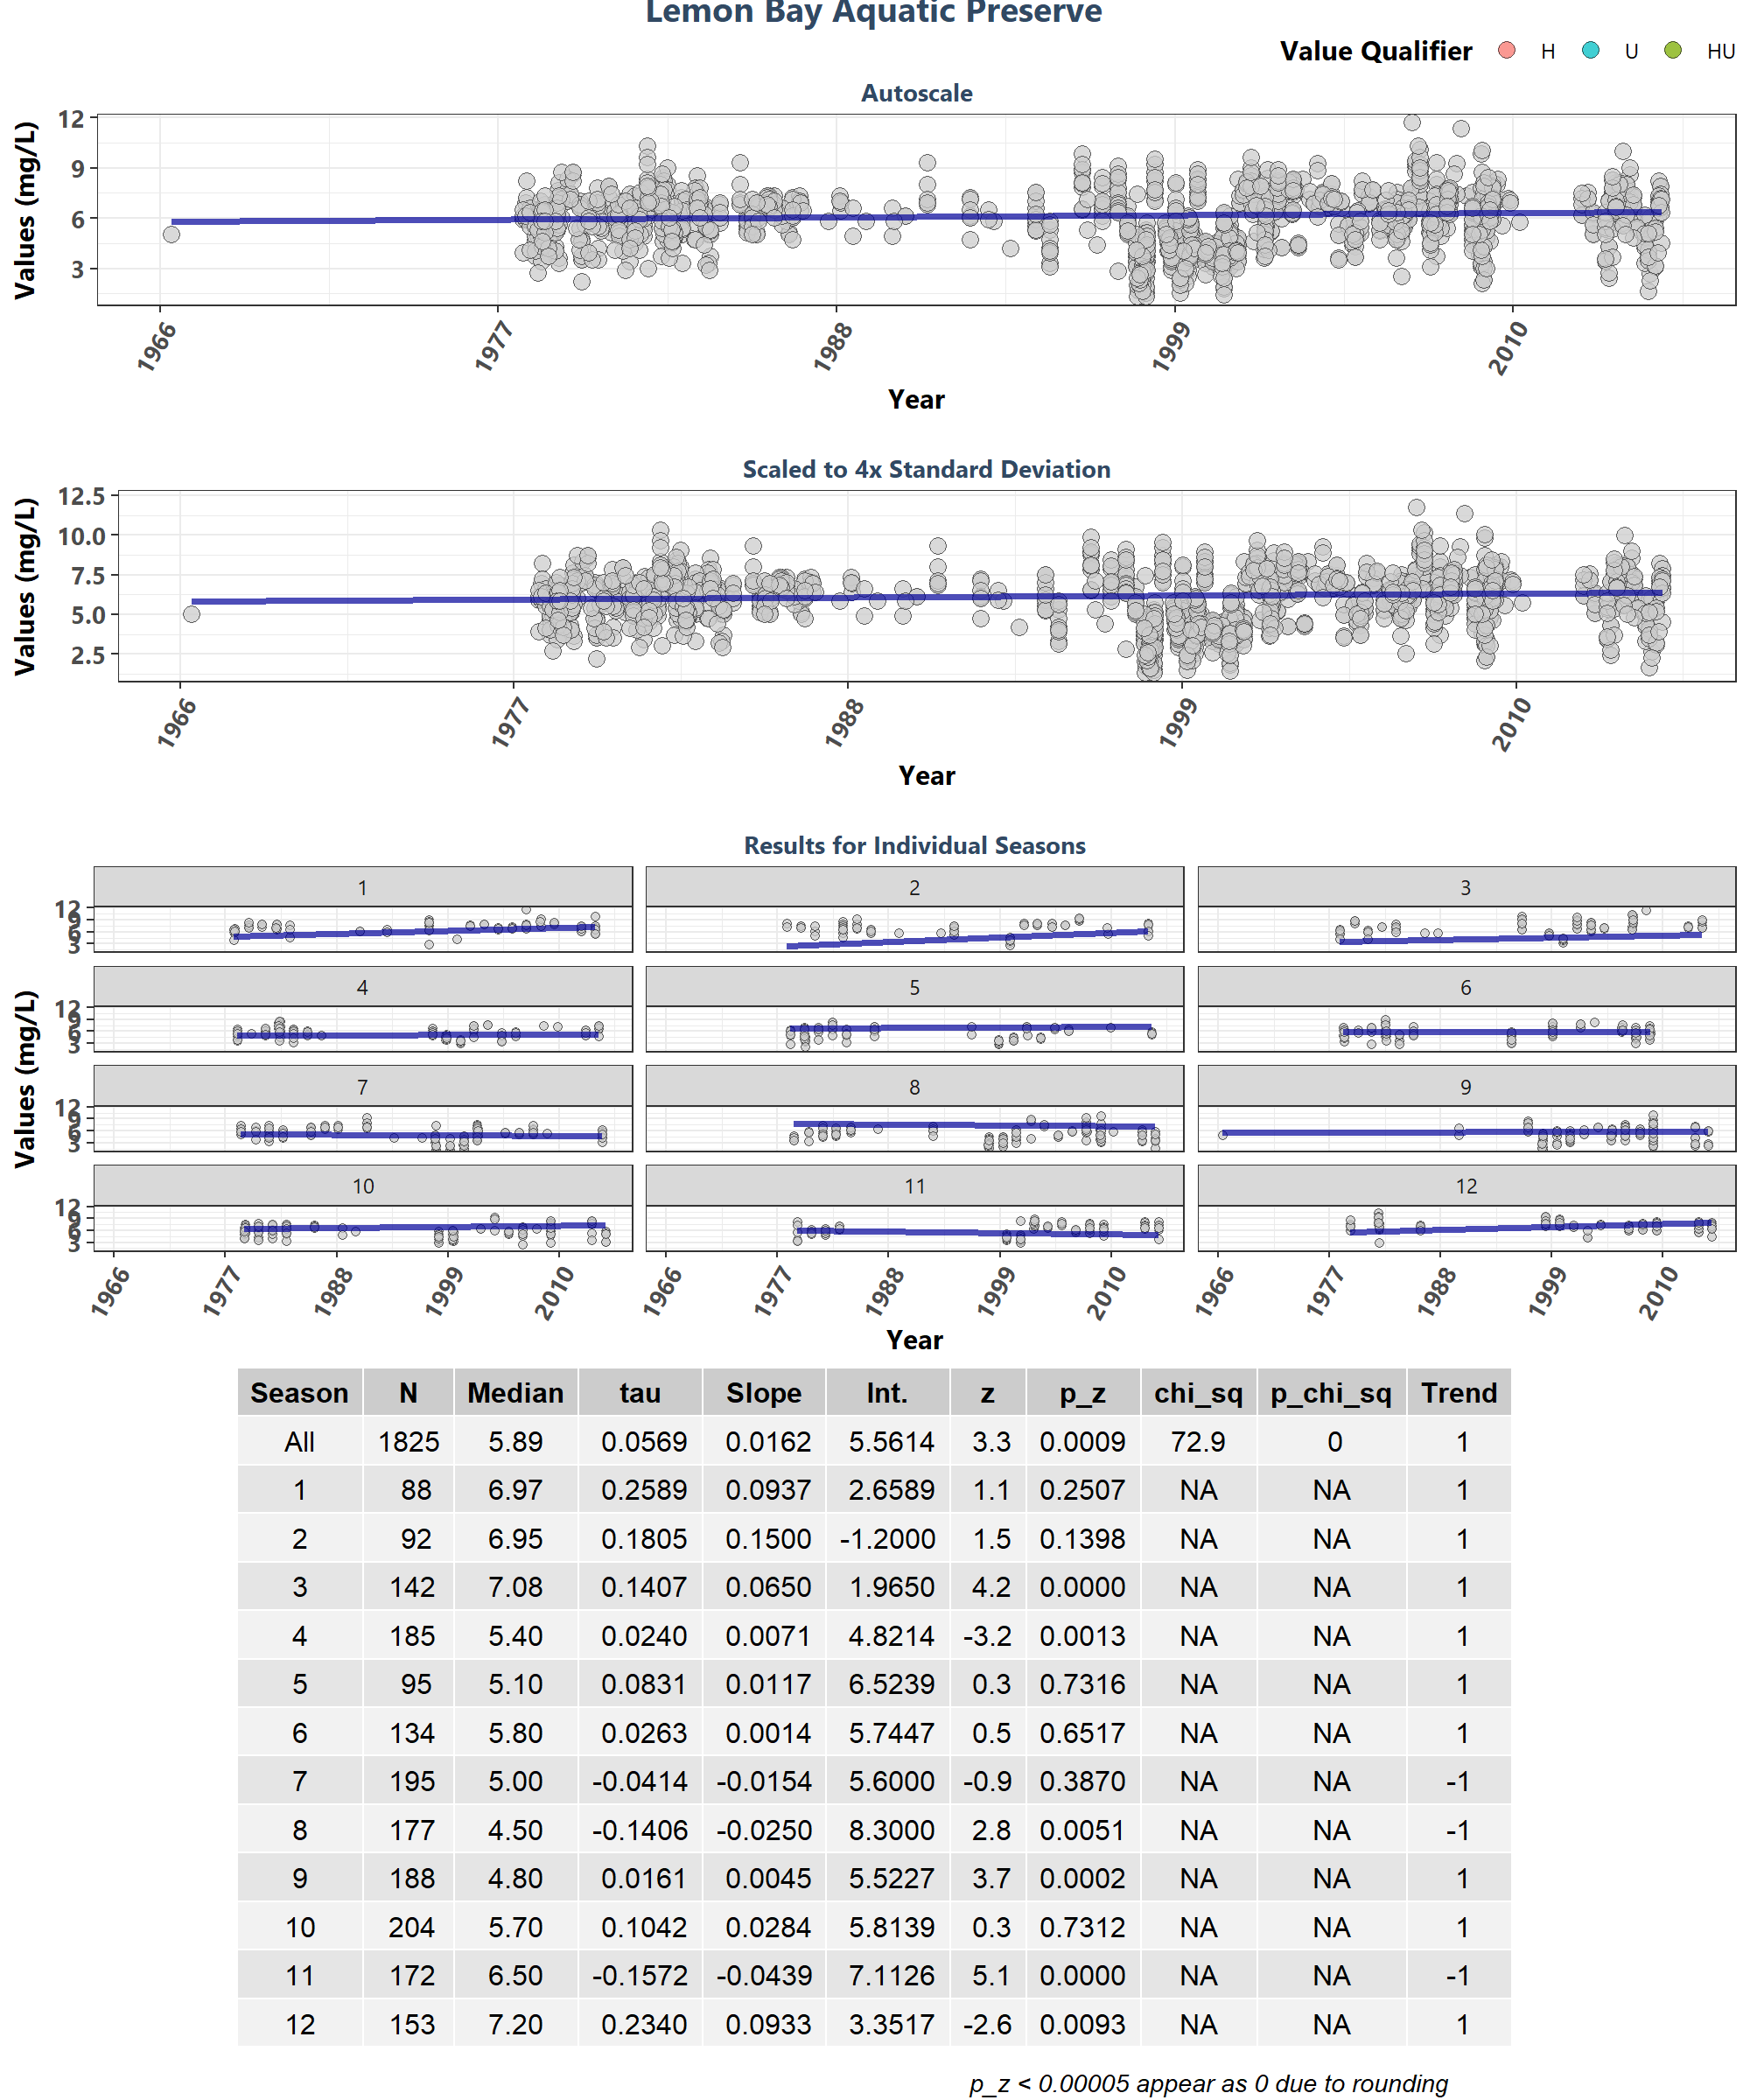 Lemon Bay Aquatic Preserve
Value Qualifier H U HU
Autoscale
Values (mg/L)
12
9
6
3
1966 1977 1988 1999 2010
Year
Scaled to 4x Standard Deviation
Values (mg/L)
12.5
10.0
7.5
5.0
2.5
1966 1977 1988 1999 2010
Year
Results for Individual Seasons
Values (mg/L)
1 2 3
12
9
6
3
4 5 6
12
9
6
3
7 8 9
12
9
6
3
10 11 12
12
9
6
3
1966 1977 1988 1999 2010 1966 1977 1988 1999 2010 1966 1977 1988 1999 2010
Year
Season N Median tau Slope Int. z p_z chi_sq p_chi_sq Trend
All 1825 5.89 0.0569 0.0162 5.5614 3.3 0.0009 72.9 0 1
1 88 6.97 0.2589 0.0937 2.6589 1.1 0.2507 NA NA 1
2 92 6.95 0.1805 0.1500 -1.2000 1.5 0.1398 NA NA 1
3 142 7.08 0.1407 0.0650 1.9650 4.2 0.0000 NA NA 1
4 185 5.40 0.0240 0.0071 4.8214 -3.2 0.0013 NA NA 1
5 95 5.10 0.0831 0.0117 6.5239 0.3 0.7316 NA NA 1
6 134 5.80 0.0263 0.0014 5.7447 0.5 0.6517 NA NA 1
7 195 5.00 -0.0414 -0.0154 5.6000 -0.9 0.3870 NA NA -1
8 177 4.50 -0.1406 -0.0250 8.3000 2.8 0.0051 NA NA -1
9 188 4.80 0.0161 0.0045 5.5227 3.7 0.0002 NA NA 1
10 204 5.70 0.1042 0.0284 5.8139 0.3 0.7312 NA NA 1
11 172 6.50 -0.1572 -0.0439 7.1126 5.1 0.0000 NA NA -1
12 153 7.20 0.2340 0.0933 3.3517 -2.6 0.0093 NA NA 1
p_z < 0.00005 appear as 0 due to rounding